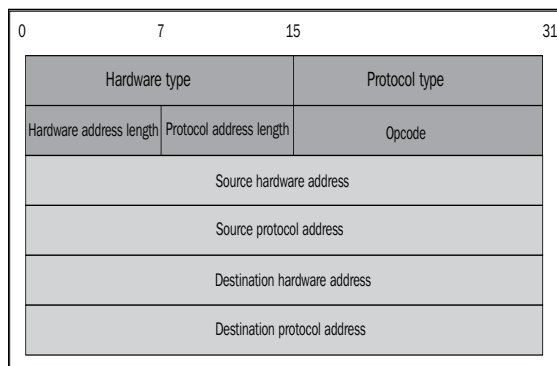 0 7 15 31
Hardware type Protocol type
Hardware address length Protocol address length Opcode
Source hardware address
Source protocol address
Destination hardware address
Destination protocol address